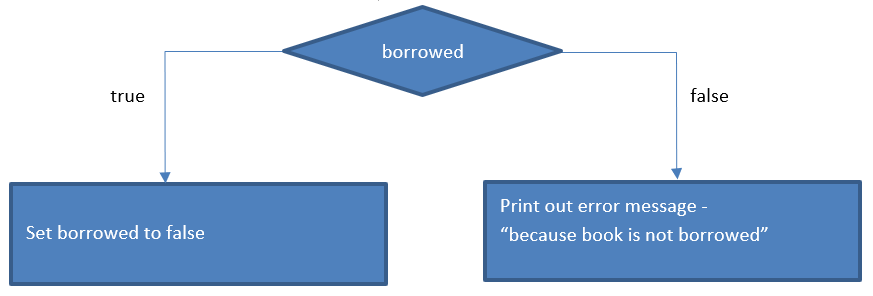 borrowed
true
false
Set borrowed to false
Print out error message -
“because book is not borrowed”